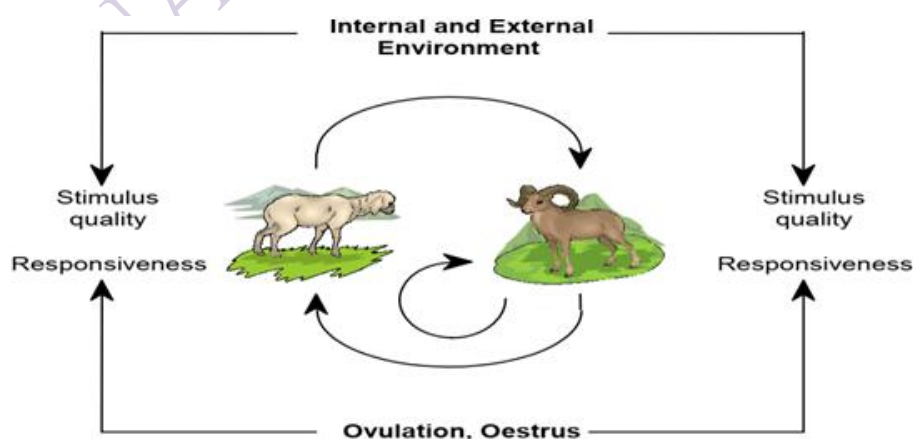 Internal and External
Environment
Stimulus
quality
Responsiveness
Stimulus
quality
Responsiveness
Ovulation, Oestrus